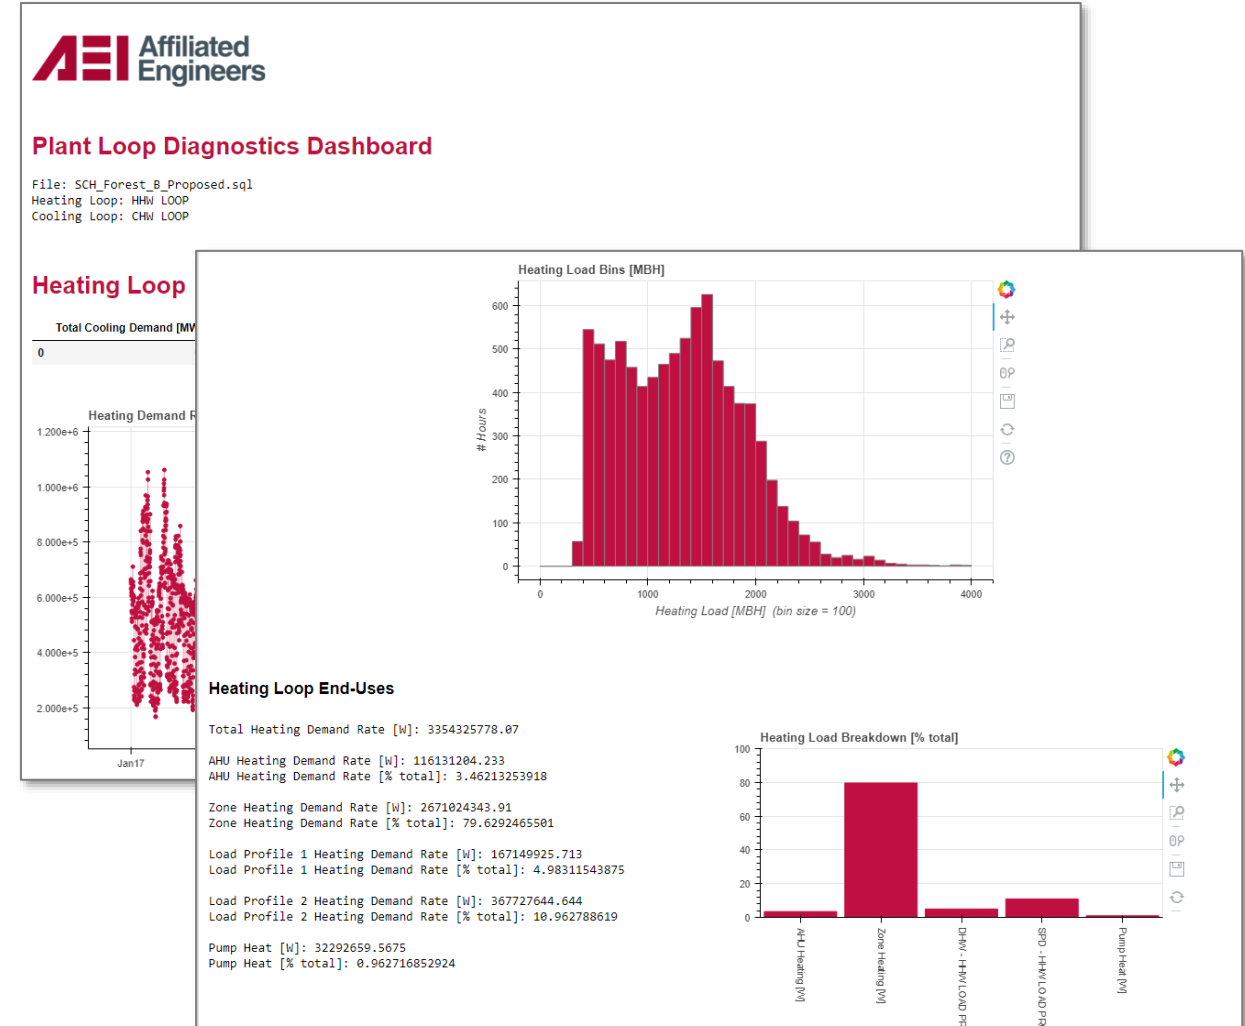 AEI Affiliated
Engineers
Plant Loop Diagnostics Dashboard
File: SCH_Forest_B_Proposed.sql
Heating Loop: HHW LOOP
Cooling Loop: CHW LOOP
Heating Loop
Total Cooling Demand [MW
0
Heating Demand R
1.200e+6
1.000e+6
8.000e+5
6.000e+5
4.000e+5
2.000e+5
Jan17
Heating Load Bins [MBH]
600
500
400
300
200
100
0
# Hours
0 1000 2000 3000 4000
Heating Load [MBH] (bin size = 100)
Heating Loop End-Uses
Total Heating Demand Rate [W]: 3354325778.07
AHU Heating Demand Rate [W]: 116131204.233
AHU Heating Demand Rate [% total]: 3.46213253918
Zone Heating Demand Rate [W]: 2671024343.91
Zone Heating Demand Rate [% total]: 79.6292465501
Load Profile 1 Heating Demand Rate [W]: 167149925.713
Load Profile 1 Heating Demand Rate [% total]: 4.98311543875
Load Profile 2 Heating Demand Rate [W]: 367727644.644
Load Profile 2 Heating Demand Rate [% total]: 10.962788619
Pump Heat [W]: 32292659.5675
Pump Heat [% total]: 0.962716852924
Heating Load Breakdown [% total]
100
80
60
40
20
0
AHU Heating [W]
Zone Heating [W]
DHW - HHW LOAD PR
SPD - HHW LOAD PR
Pump Heat [W]